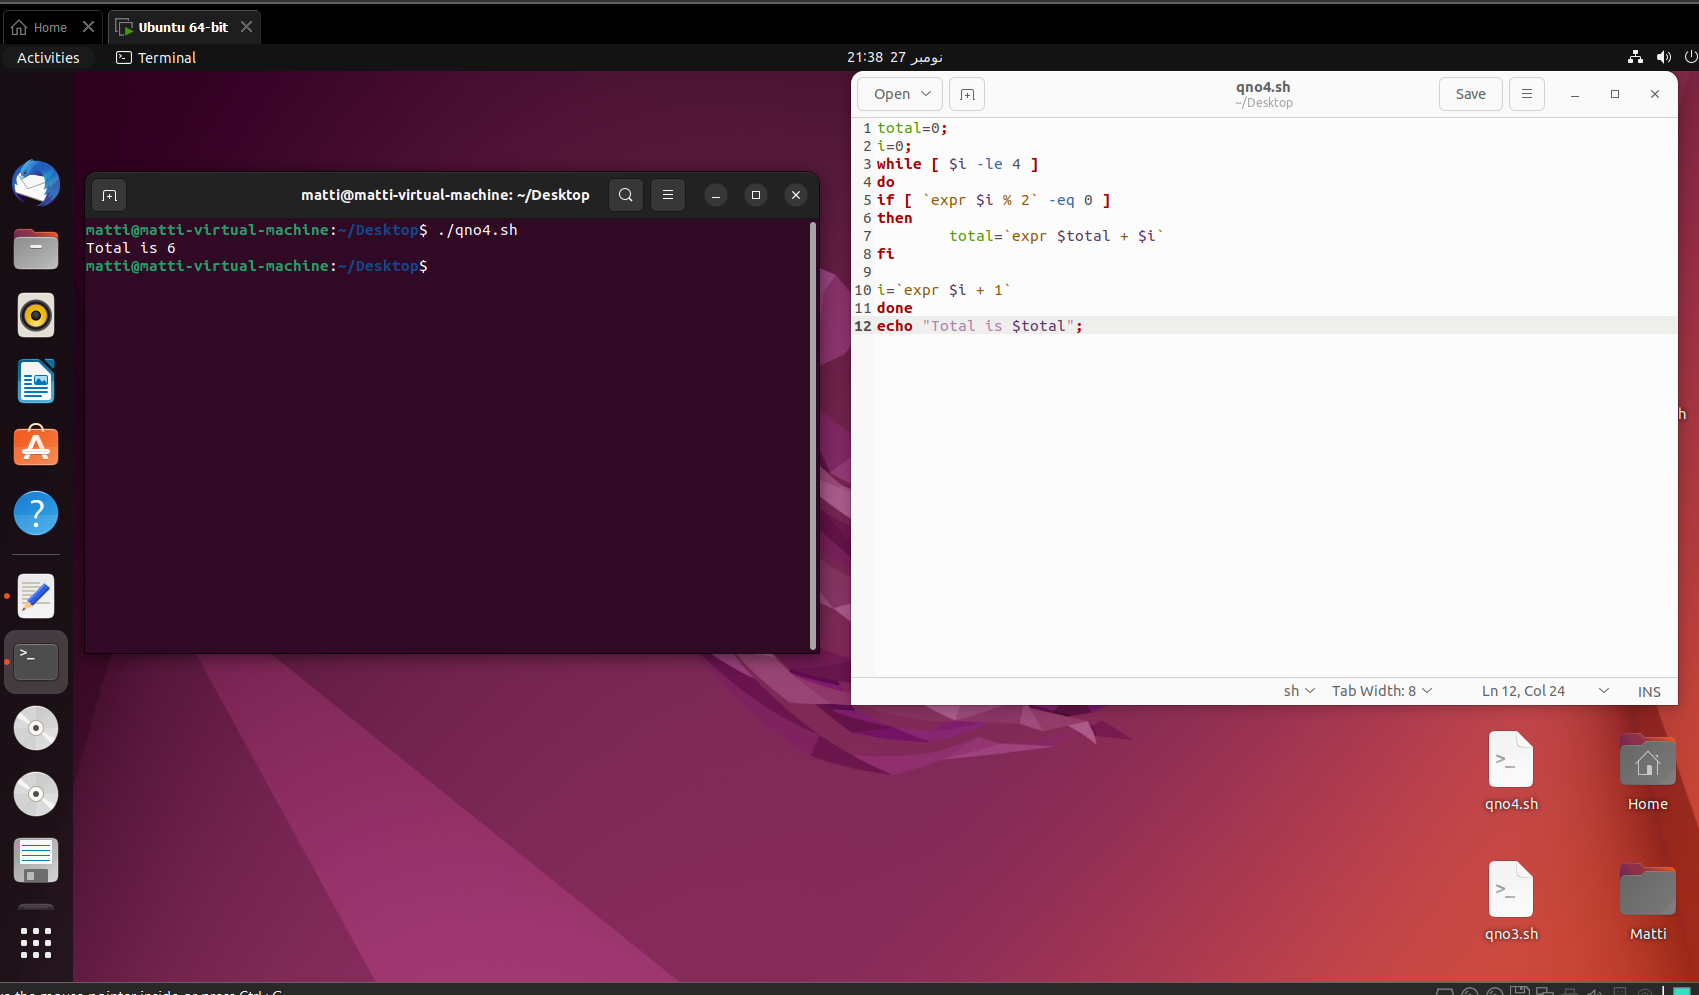 Home
Ubuntu 64-bit
Activities
Terminal
21:38 27 نومبر
matti@matti-virtual-machine: ~/Desktop
matti@matti-virtual-machine:~/Desktop$ ./qno4.sh
Total is 6
matti@matti-virtual-machine:~/Desktop$
Open
qno4.sh
~/Desktop
Save
1 total=0;
2 i=0;
3 while [ $i -le 4 ]
4 do
5 if [ `expr $i % 2` -eq 0 ]
6 then
7 total=`expr $total + $i`
8 fi
9
10 i=`expr $i + 1`
11 done
12 echo "Total is $total";
sh
Tab Width: 8
Ln 12, Col 24
INS
h
qno4.sh
Home
qno3.sh
Matti
the mouse pointer inside or press Ctrl